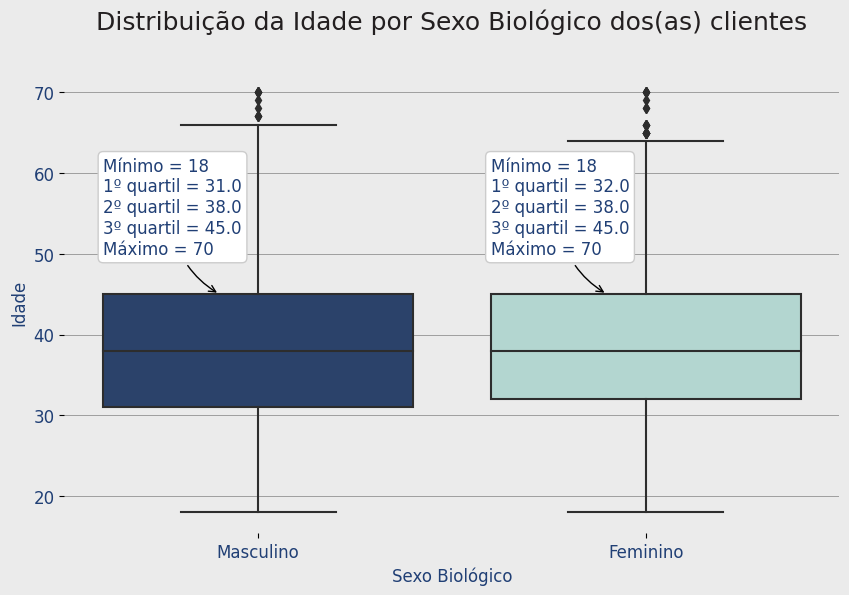 Distribuição da Idade por Sexo Biológico dos(as) clientes
70
60
50
40
30
20
Idade
Mínimo = 18
1º quartil = 31.0
2º quartil = 38.0
3º quartil = 45.0
Máximo = 70
Mínimo = 18
1º quartil = 32.0
2º quartil = 38.0
3º quartil = 45.0
Máximo = 70
Masculino
Feminino
Sexo Biológico